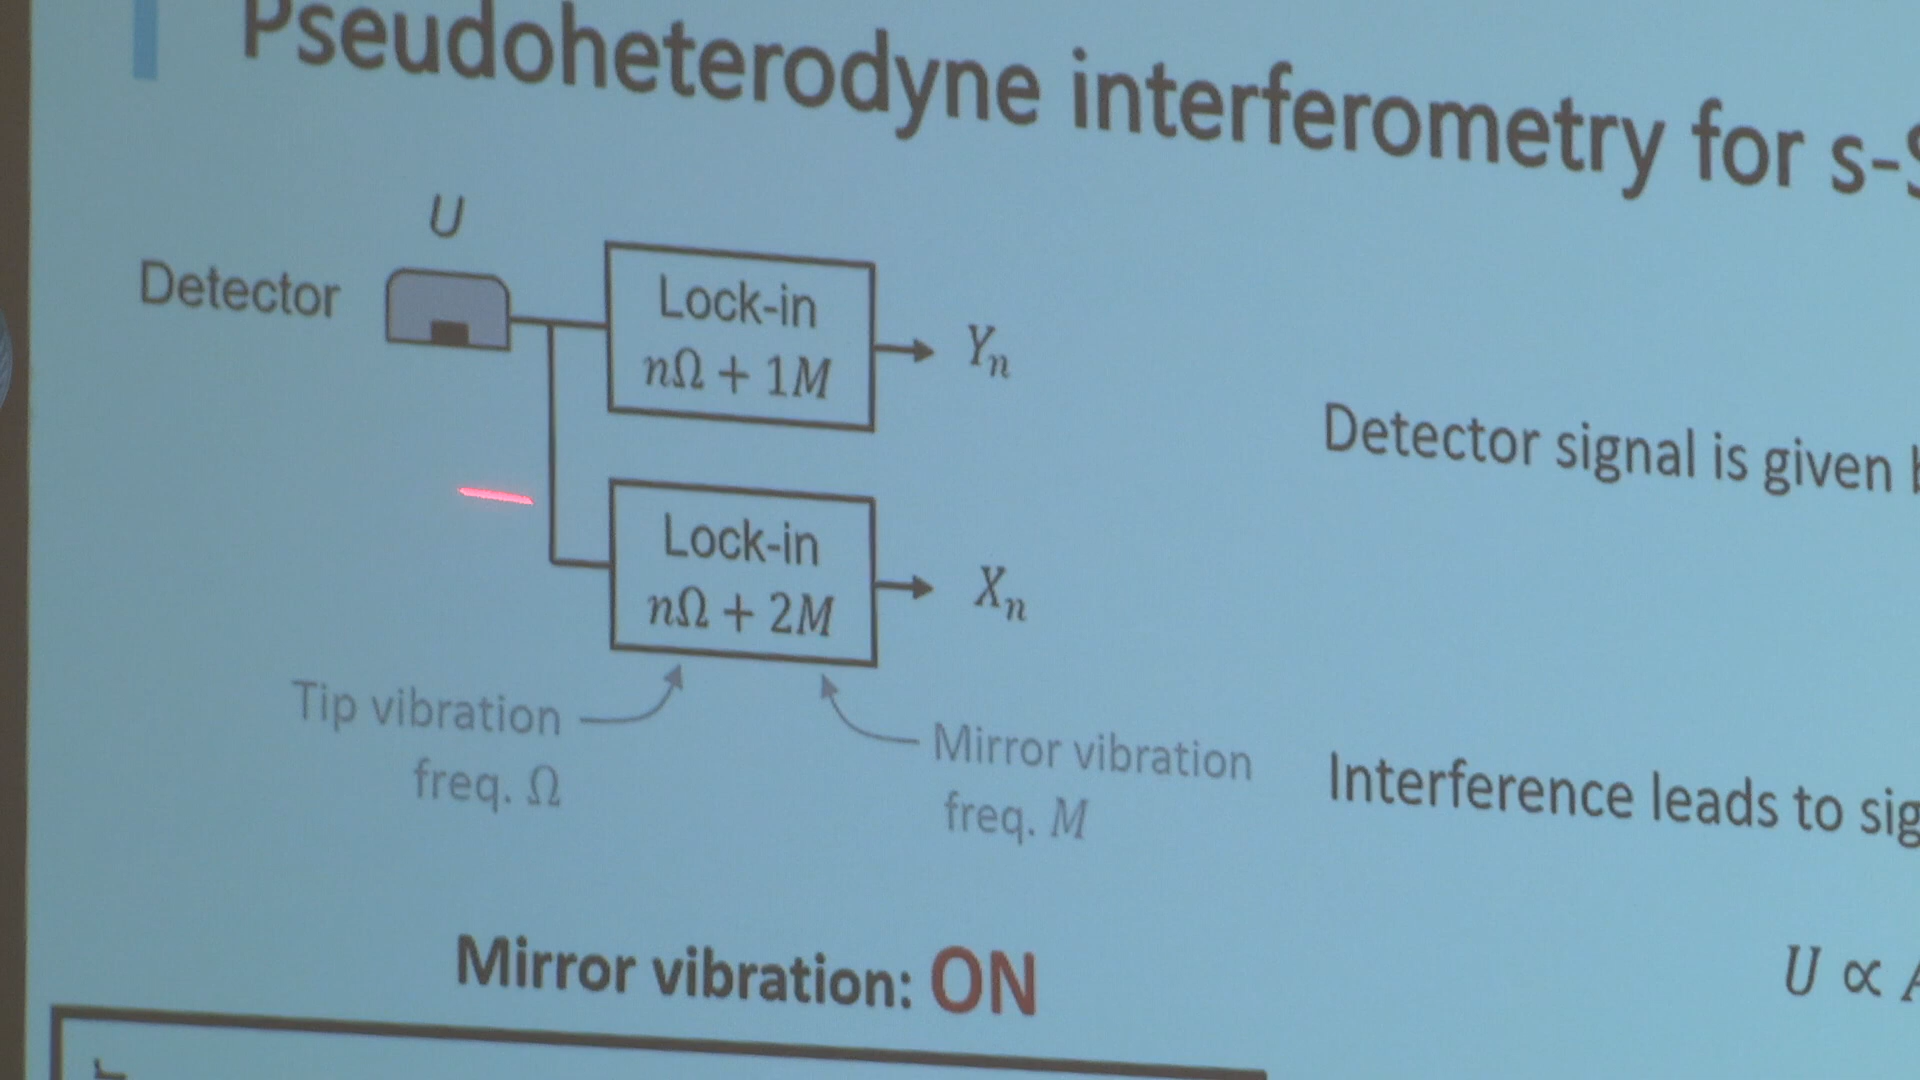 Pseudoheterodyne interferometry for s-
U
Detector
Lock-in
nΩ + 1M
Yn
Detector signal is given
Lock-in
nΩ + 2M
Xn
Tip vibration
freq. Ω
Mirror vibration
freq. M
Interference leads to sig
Mirror vibration: ON
U ∝